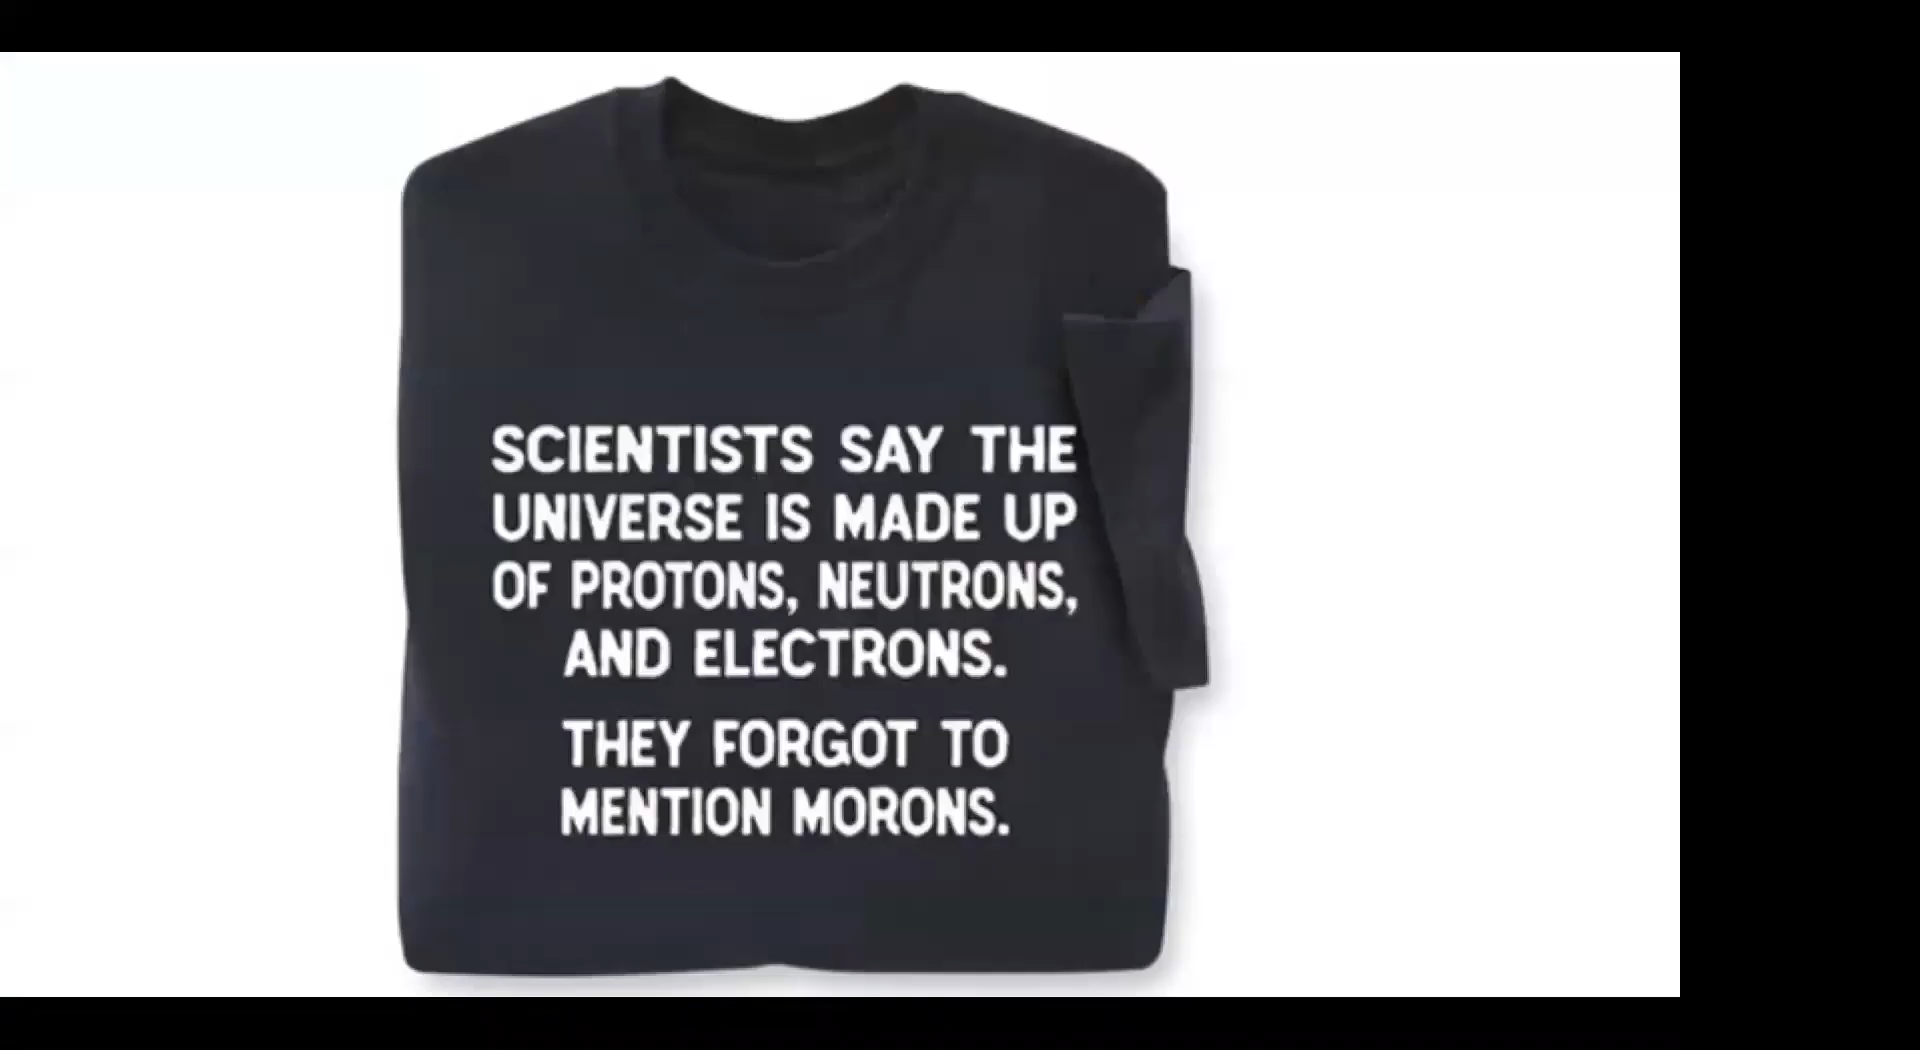 SCIENTISTS SAY THE
UNIVERSE IS MADE UP
OF PROTONS, NEUTRONS,
AND ELECTRONS.
THEY FORGOT TO
MENTION MORONS.